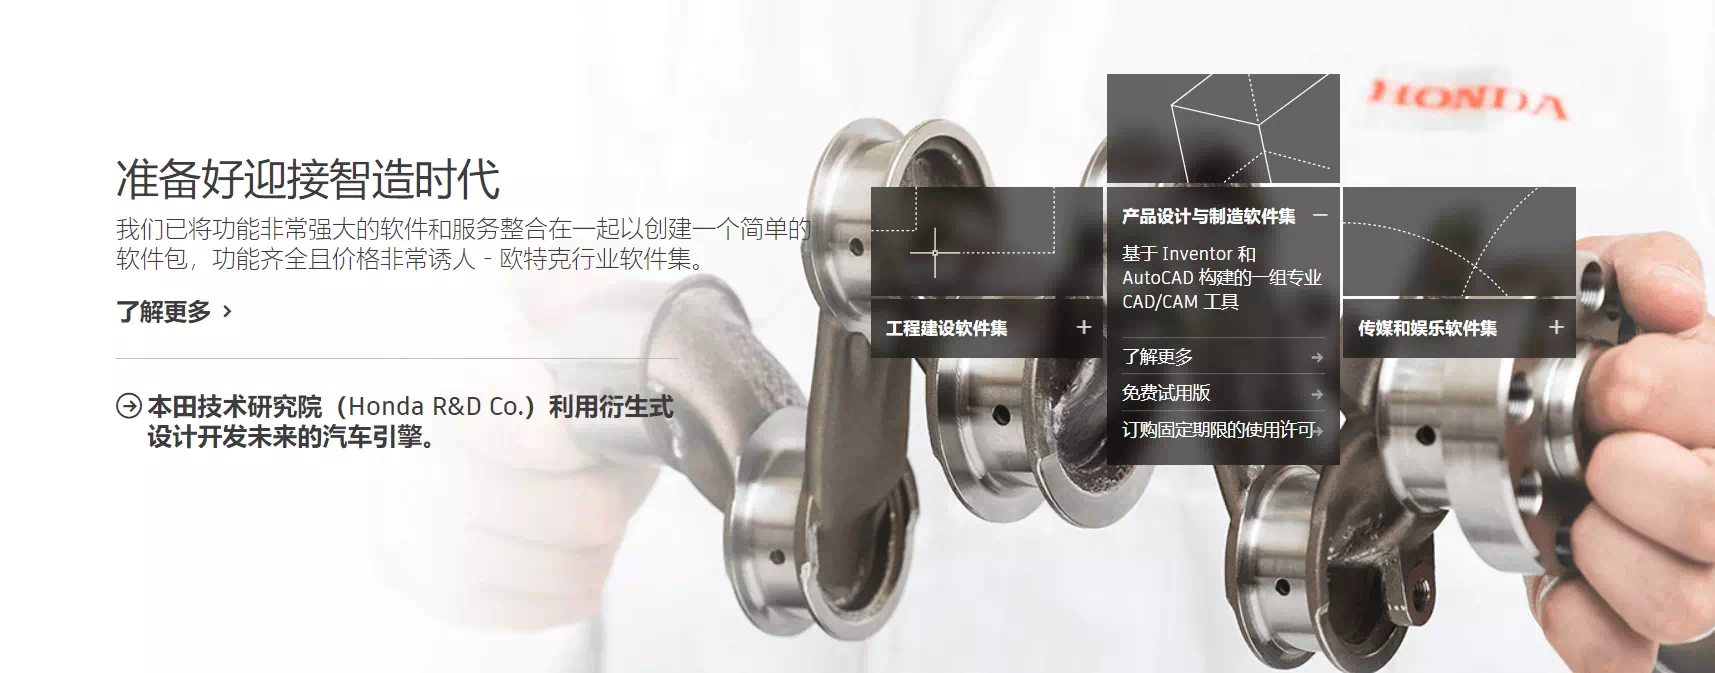 HONDA
准备好迎接智造时代
我们已将功能非常强大的软件和服务整合在一起以创建一个简单的
软件包，功能齐全且价格非常诱人 - 欧特克行业软件集。
了解更多 ›
本田技术研究院（Honda R&D Co.）利用衍生式
设计开发未来的汽车引擎。
工程建设软件集 +
产品设计与制造软件集 −
基于 Inventor 和
AutoCAD 构建的一组专业
CAD/CAM 工具
了解更多
免费试用版
订购固定期限的使用许可
传媒和娱乐软件集 +